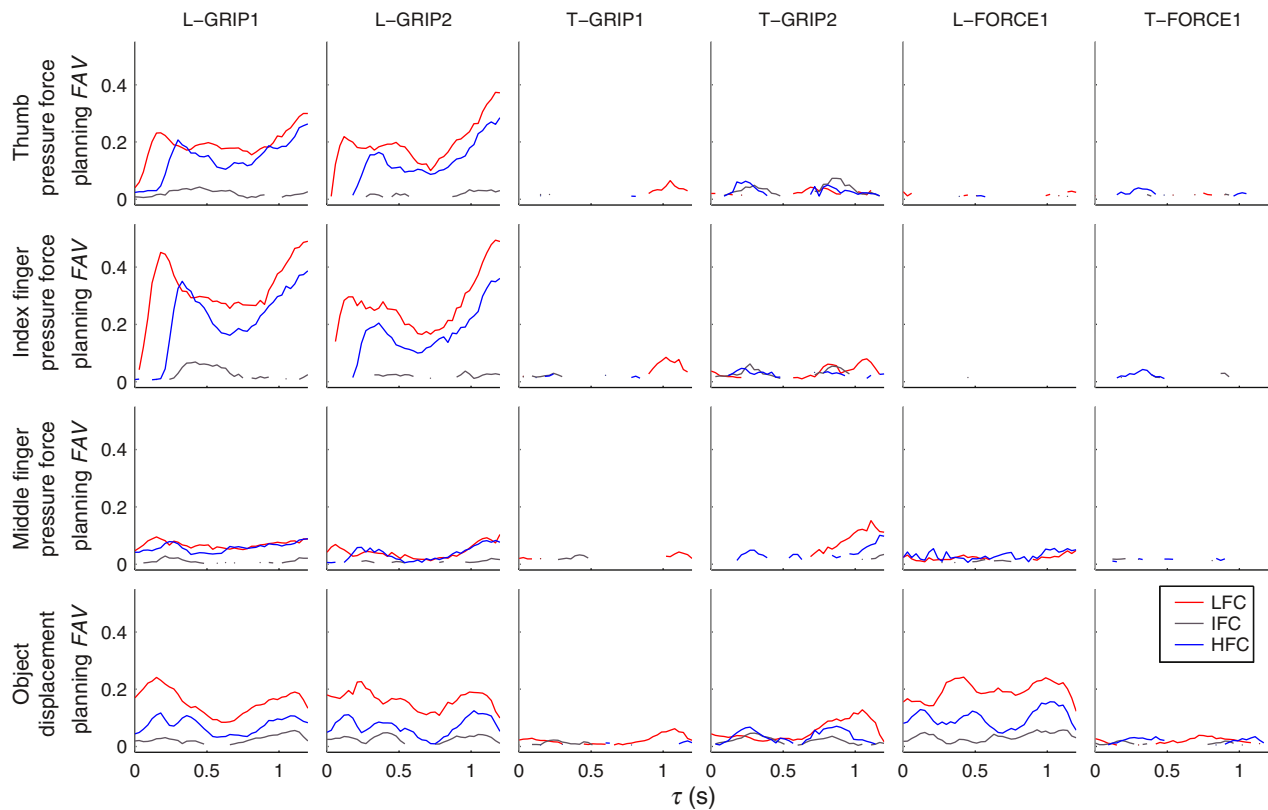 L−GRIP1 L−GRIP2 T−GRIP1 T−GRIP2 L−FORCE1 T−FORCE1
Thumb
pressure force
planning FAV
0.4
0.2
0
Index finger
pressure force
planning FAV
0.4
0.2
0
Middle finger
pressure force
planning FAV
0.4
0.2
0
LFC
IFC
HFC
Object
displacement
planning FAV
0.4
0.2
0
0 0.5 1 0 0.5 1 0 0.5 1 0 0.5 1 0 0.5 1 0 0.5 1
τ (s)